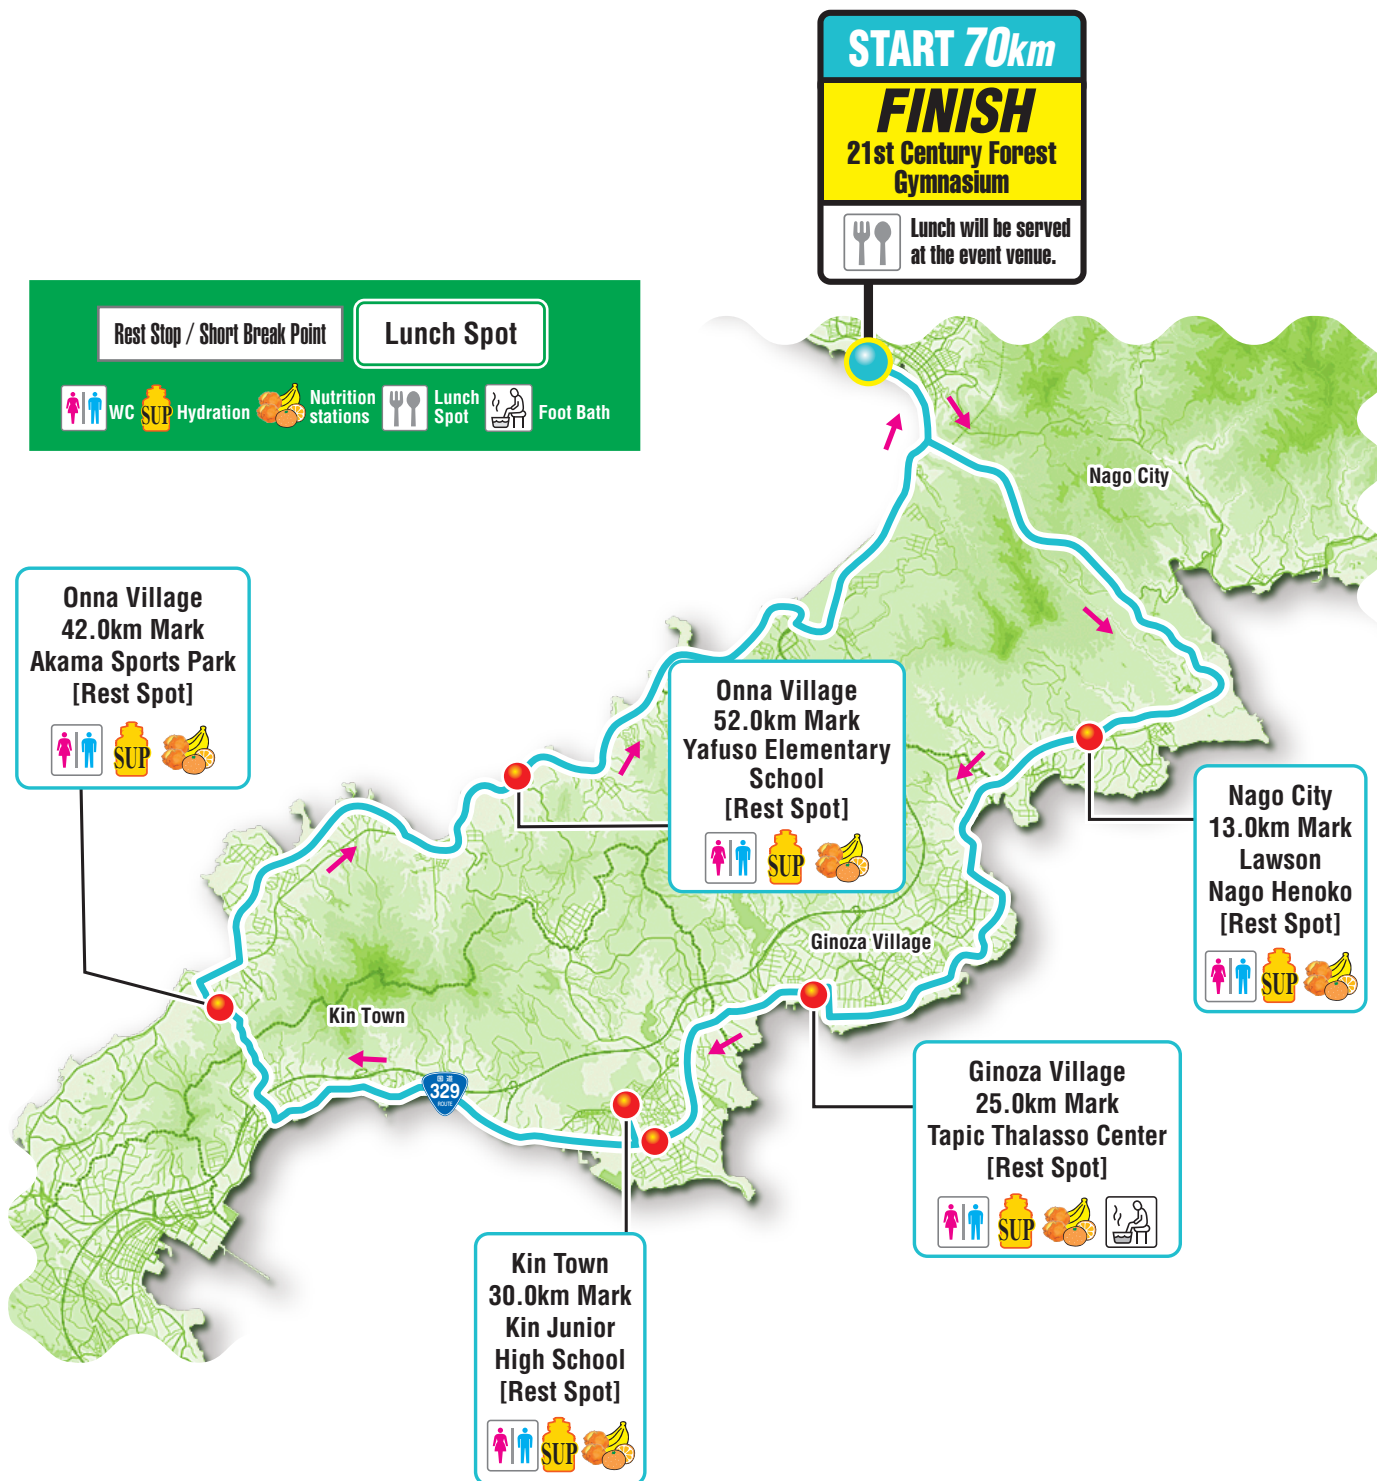 START 70km
FINISH
21st Century Forest
Gymnasium
Lunch will be served
at the event venue.
Rest Stop / Short Break Point
Lunch Spot
WC
SUP
Hydration
Nutrition
stations
Lunch
Spot
Foot Bath
Nago City
Onna Village
42.0km Mark
Akama Sports Park
[Rest Spot]
SUP
Onna Village
52.0km Mark
Yafuso Elementary
School
[Rest Spot]
SUP
Nago City
13.0km Mark
Lawson
Nago Henoko
[Rest Spot]
SUP
Ginoza Village
Kin Town
国道
329
ROUTE
Ginoza Village
25.0km Mark
Tapic Thalasso Center
[Rest Spot]
SUP
Kin Town
30.0km Mark
Kin Junior
High School
[Rest Spot]
SUP